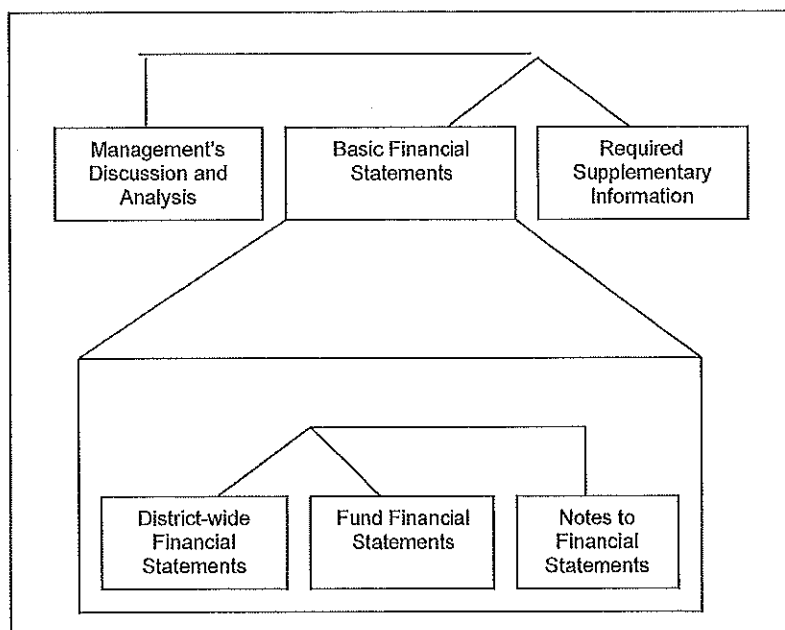 Management's
Discussion and
Analysis
Basic Financial
Statements
Required
Supplementary
Information
District-wide
Financial
Statements
Fund Financial
Statements
Notes to
Financial
Statements